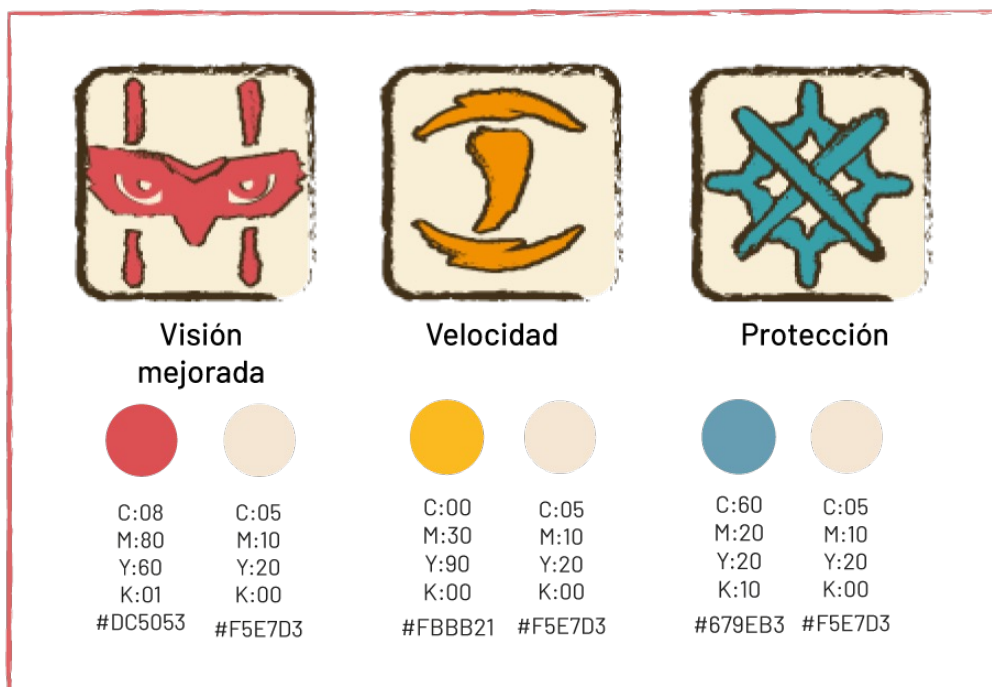 Visión
mejorada
Velocidad
Protección
C:08
M:80
Y:60
K:01
#DC5053
C:05
M:10
Y:20
K:00
#F5E7D3
C:00
M:30
Y:90
K:00
#FBBB21
C:05
M:10
Y:20
K:00
#F5E7D3
C:60
M:20
Y:20
K:10
#679EB3
C:05
M:10
Y:20
K:00
#F5E7D3